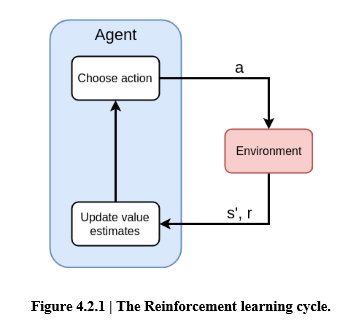 Agent
Choose action
a
Environment
Update value
estimates
s', r
Figure 4.2.1 | The Reinforcement learning cycle.